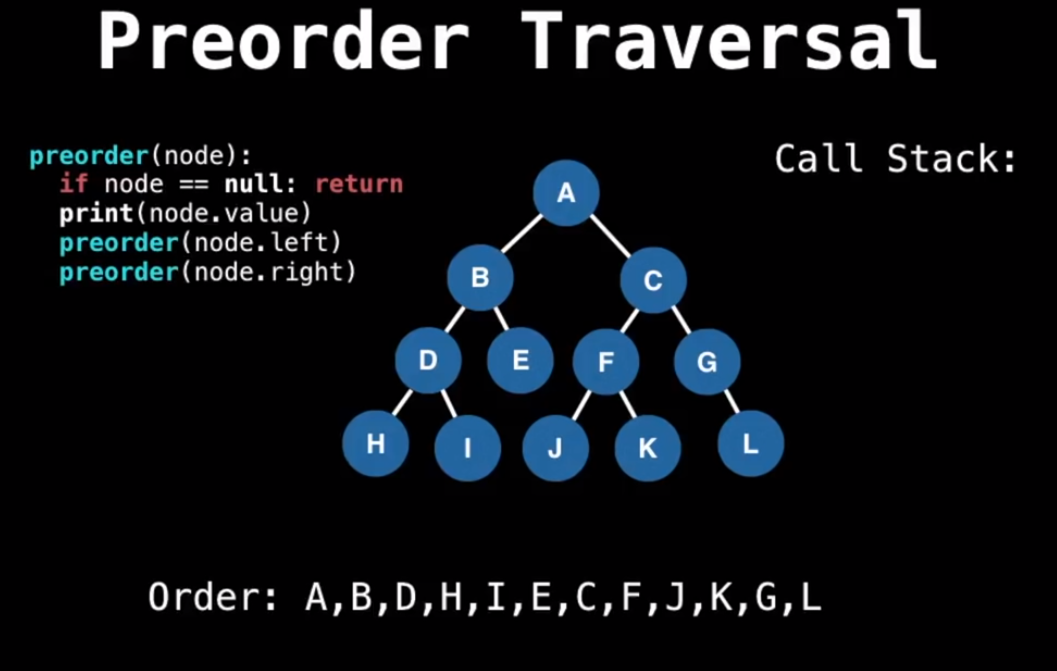 Preorder Traversal
preorder(node):
if node == null: return
print(node.value)
preorder(node.left)
preorder(node.right)
Call Stack:
A
B
C
D
E
F
G
H
I
J
K
L
Order: A,B,D,H,I,E,C,F,J,K,G,L